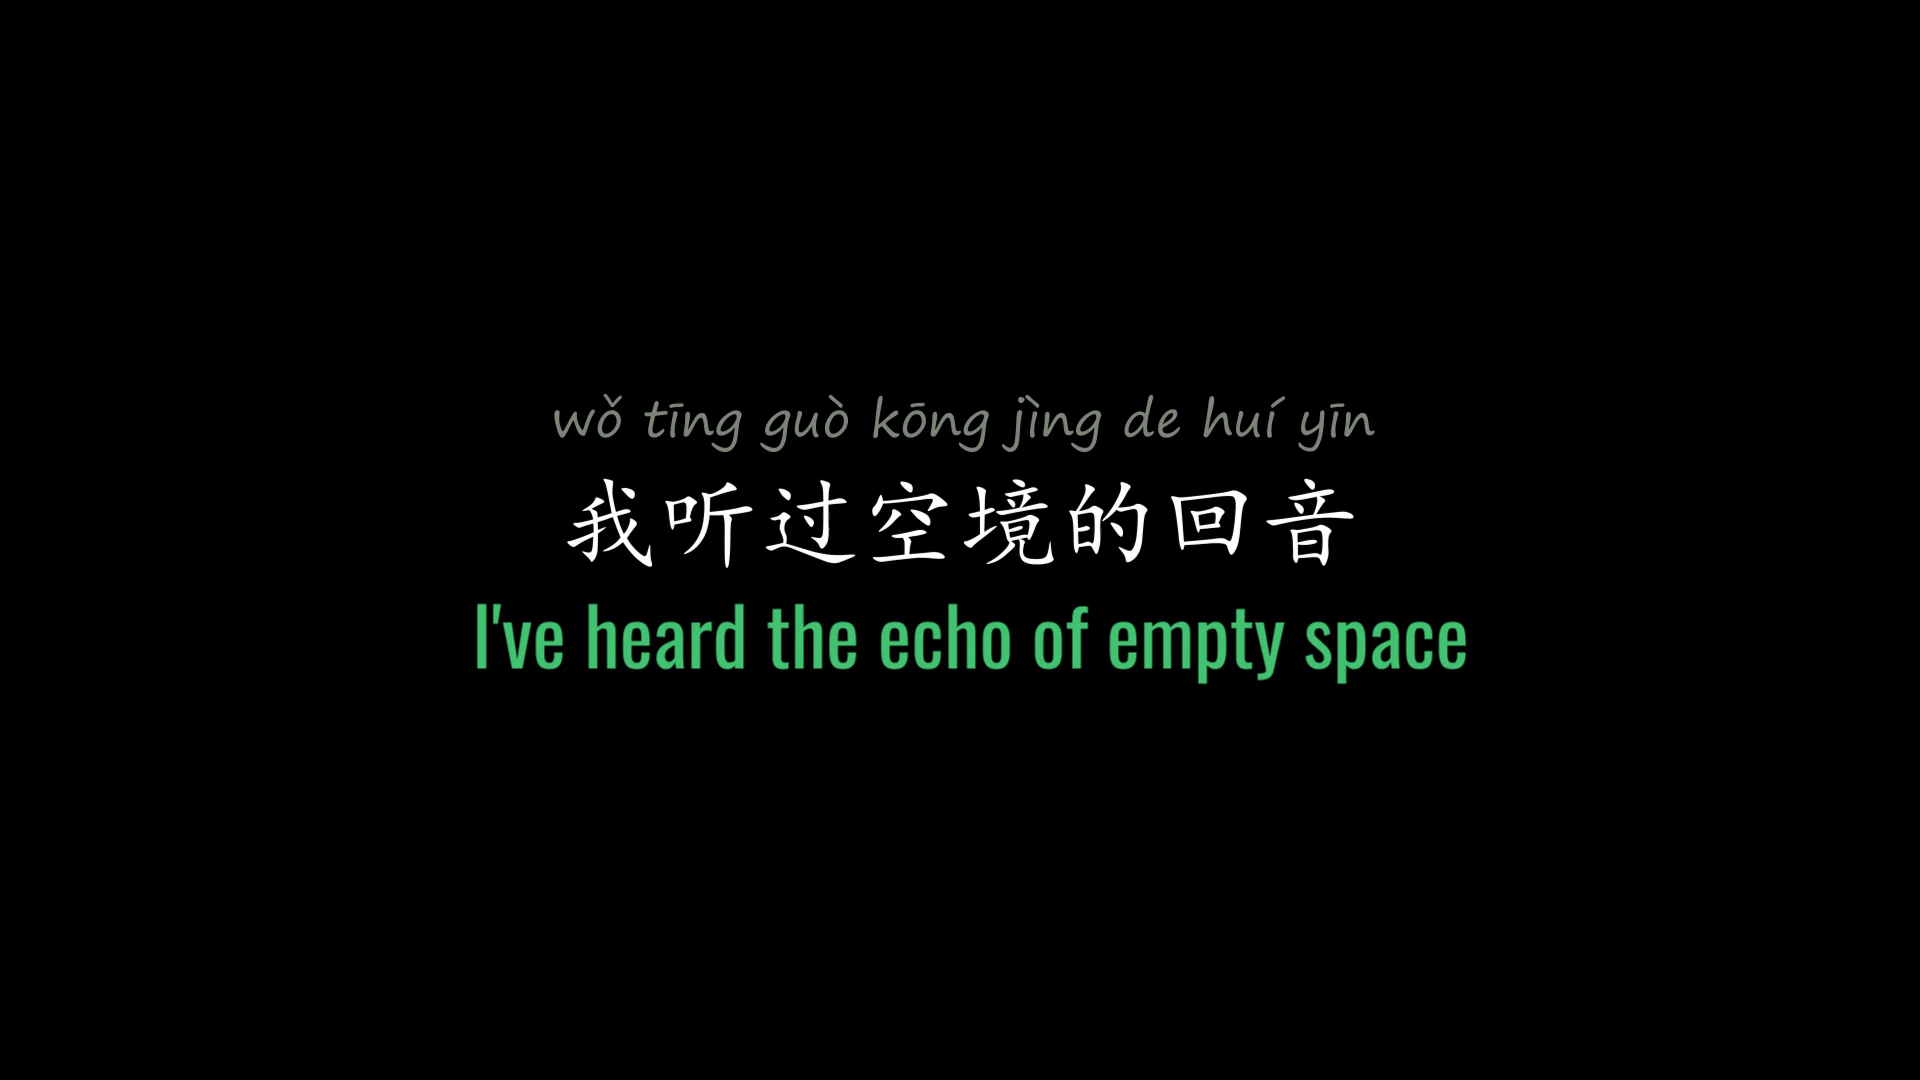 wǒ tīng guò kōng jìng de huí yīn
我听过空境的回音
I've heard the echo of empty space